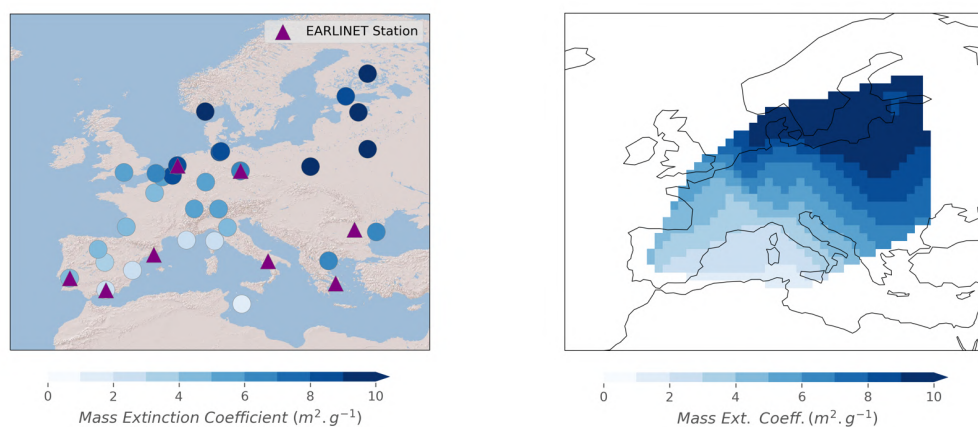 EARLINET Station
0 2 4 6 8 10
Mass Extinction Coefficient (m². g⁻¹)
0 2 4 6 8 10
Mass Ext. Coeff. (m². g⁻¹)